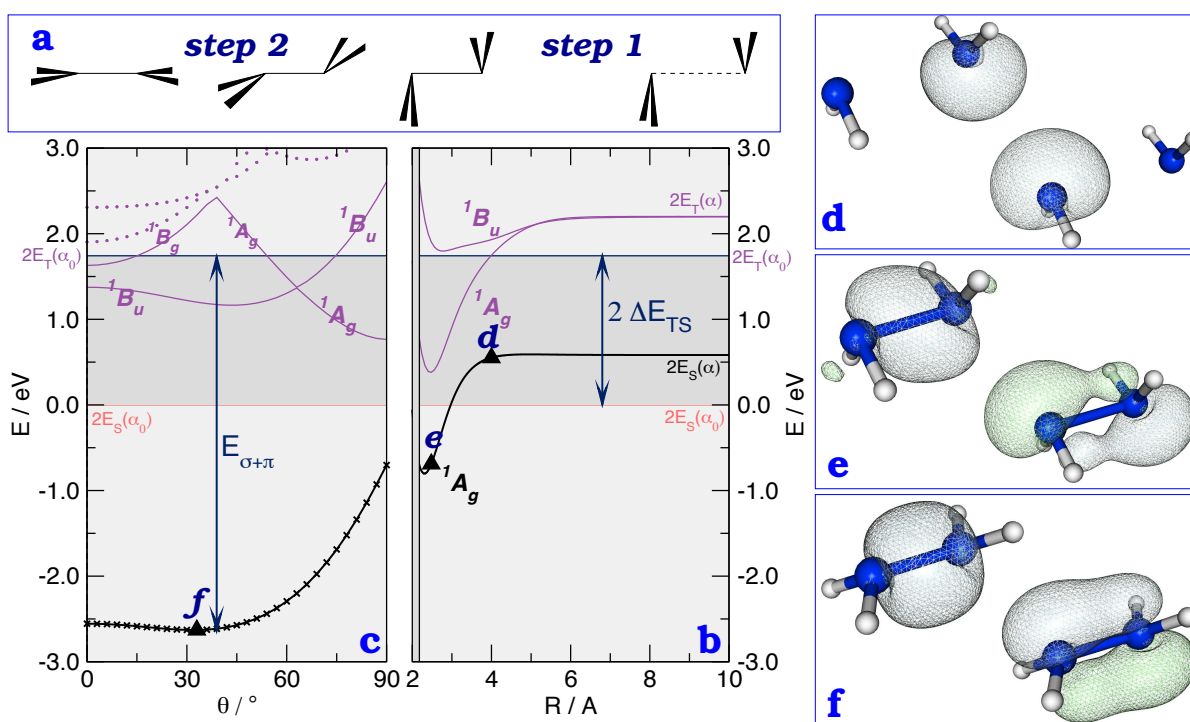 a
step 2
step 1
3.0
2.0
1.0
0.0
-1.0
-2.0
-3.0
E / eV
2E_T(α_0)
2E_S(α_0)
^1B_g
^1A_g
^1B_u
^1B_u
^1A_g
E_{σ+π}
f
c
0
30
60
90
θ / °
^1B_u
2E_T(α)
^1A_g
2 ΔE_{TS}
d
2E_S(α)
e
^1A_g
b
2
4
6
8
10
R / A
3.0
2.0
2E_T(α_0)
1.0
0.0
2E_S(α_0)
-1.0
-2.0
-3.0
E / eV
d
e
f